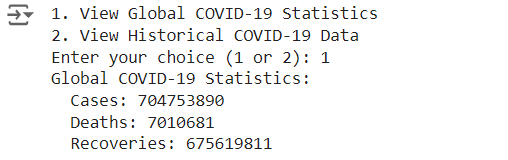 1. View Global COVID-19 Statistics
2. View Historical COVID-19 Data
Enter your choice (1 or 2): 1
Global COVID-19 Statistics:
  Cases: 704753890
  Deaths: 7010681
  Recoveries: 675619811